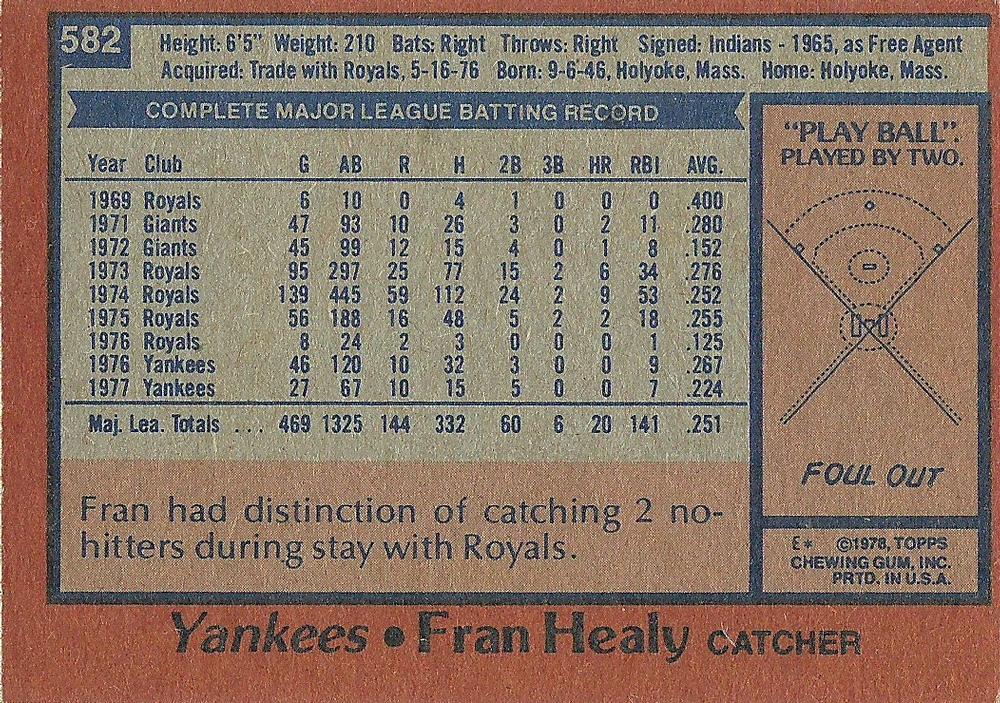 582
Height: 6'5" Weight: 210 Bats: Right Throws: Right Signed: Indians - 1965, as Free Agent
Acquired: Trade with Royals, 5-16-76 Born: 9-6-46, Holyoke, Mass. Home: Holyoke, Mass.
COMPLETE MAJOR LEAGUE BATTING RECORD
Year Club G AB R H 2B 3B HR RBI AVG.
1969 Royals 6 10 0 4 1 0 0 0 .400
1971 Giants 47 93 10 26 3 0 2 11 .280
1972 Giants 45 99 12 15 4 0 1 8 .152
1973 Royals 95 297 25 77 15 2 6 34 .276
1974 Royals 139 445 59 112 24 2 9 53 .252
1975 Royals 56 188 16 48 5 2 2 18 .255
1976 Royals 8 24 2 3 0 0 0 1 .125
1976 Yankees 46 120 10 32 3 0 0 9 .267
1977 Yankees 27 67 10 15 5 0 0 7 .224
Maj. Lea. Totals ... 469 1325 144 332 60 6 20 141 .251
Fran had distinction of catching 2 no-
hitters during stay with Royals.
"PLAY BALL".
PLAYED BY TWO.
FOUL OUT
E* ©1978, TOPPS
CHEWING GUM, INC.
PRTD. IN U.S.A.
Yankees • Fran Healy CATCHER